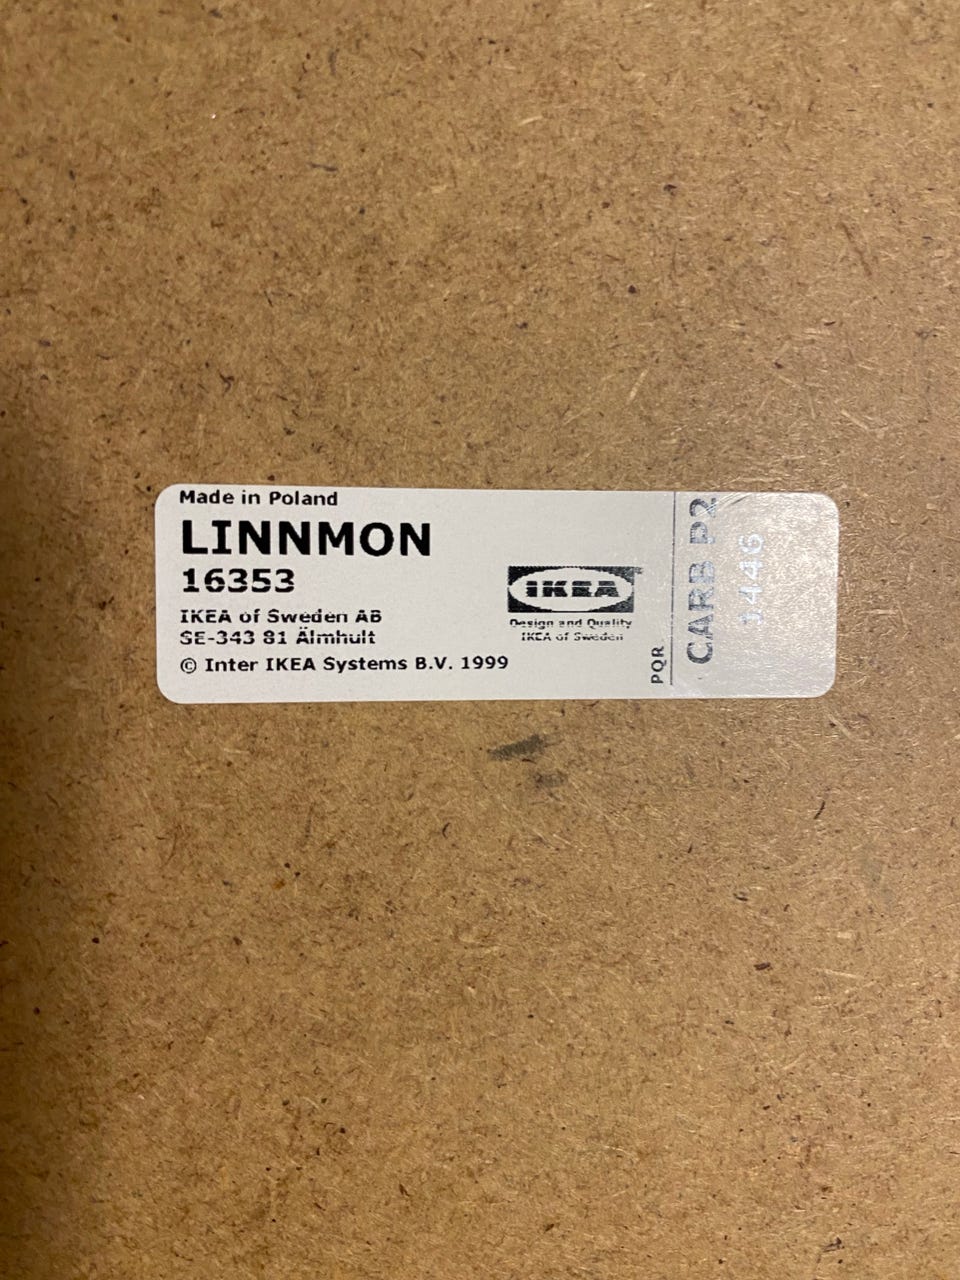 Made in Poland
LINNMON
16353
IKEA of Sweden AB
SE-343 81 Älmhult
© Inter IKEA Systems B.V. 1999
IKEA
Design and Quality
IKEA of Sweden
PQR
CARB P2